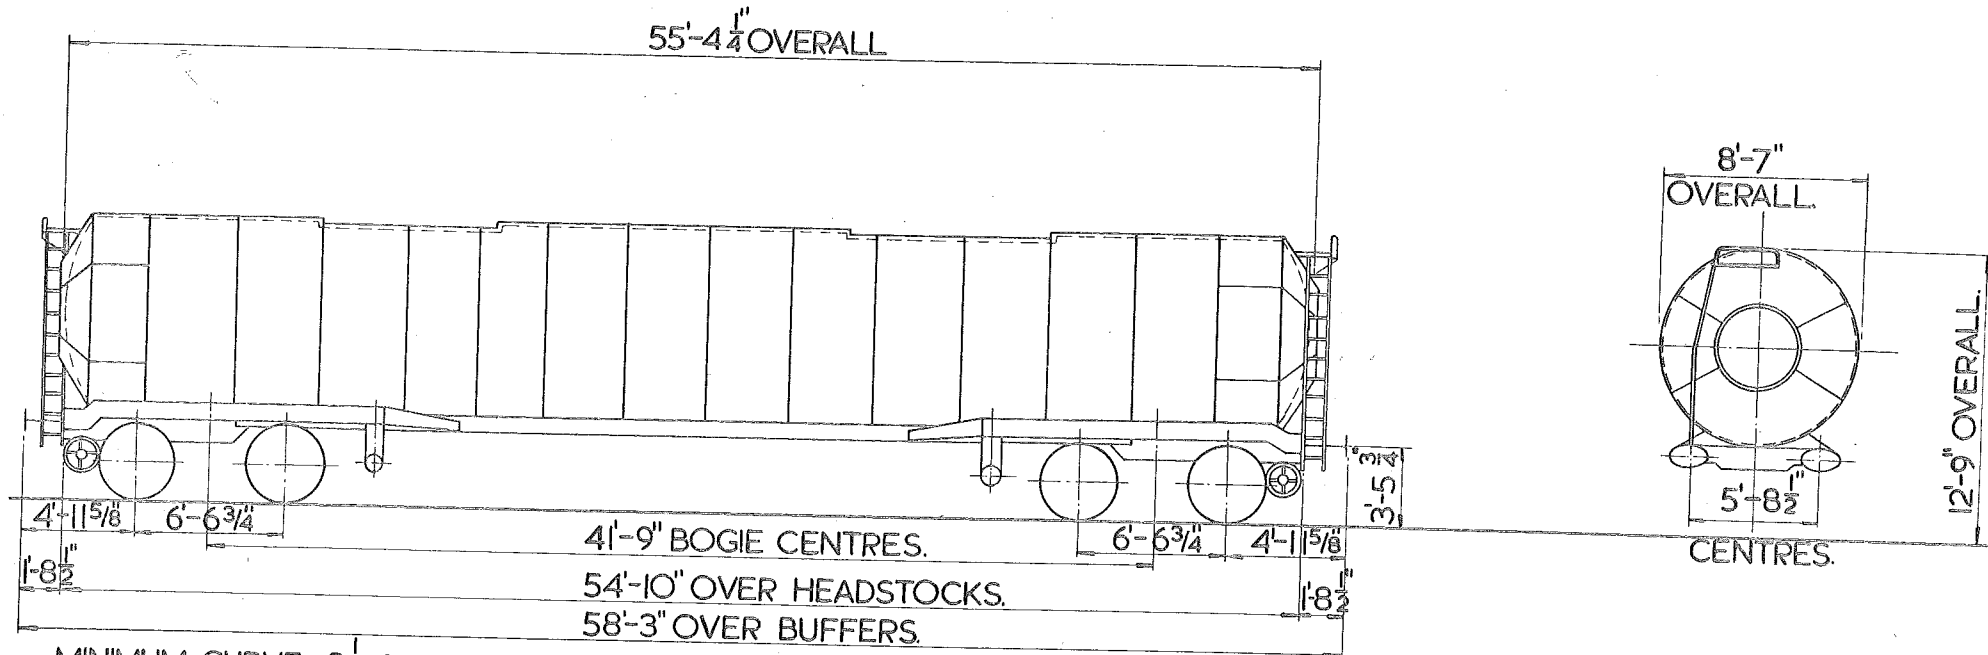 55'-4 1/4" OVERALL
8'-7"
OVERALL.
12'-9" OVERALL.
3'-5 3/4"
5'-8 1/2"
CENTRES.
4'-11 5/8" 6'-6 3/4" 41'-9" BOGIE CENTRES. 6'-6 3/4" 4'-11 5/8"
1'-8 1/2" 54'-10" OVER HEADSTOCKS. 1'-8 1/2"
58'-3" OVER BUFFERS.
MINIMUM CURVE